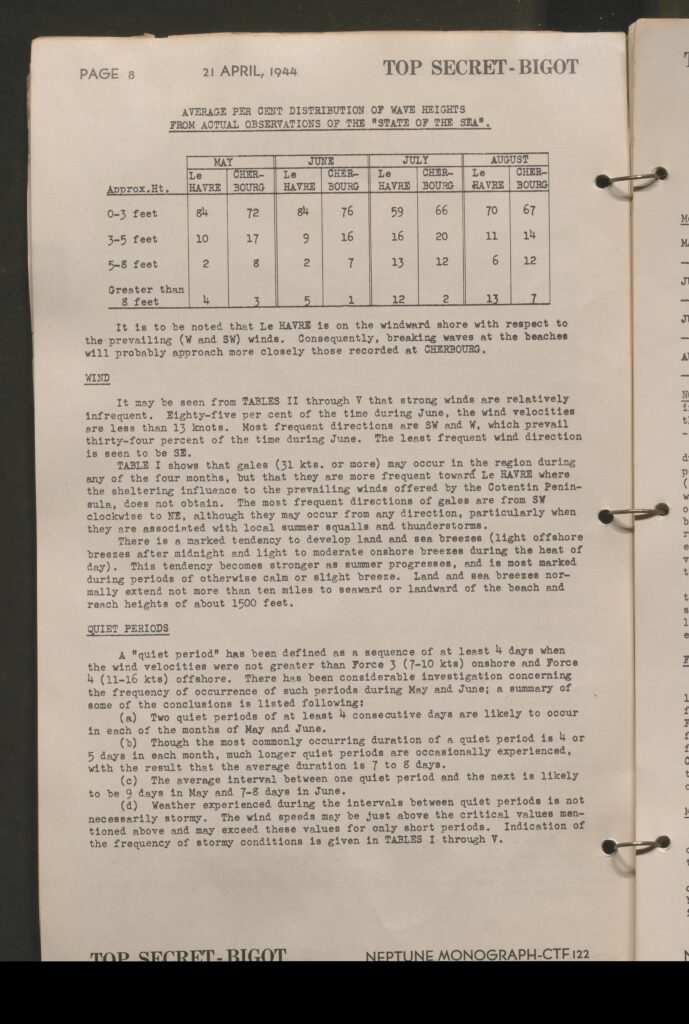 PAGE 8 21 APRIL, 1944 TOP SECRET-BIGOT
AVERAGE PER CENT DISTRIBUTION OF WAVE HEIGHTS
FROM ACTUAL OBSERVATIONS OF THE "STATE OF THE SEA".
MAY JUNE JULY AUGUST
Le CHER- Le CHER- Le CHER- Le CHER-
Approx.Ht. HAVRE BOURG HAVRE BOURG HAVRE BOURG HAVRE BOURG
0-3 feet 84 72 84 76 59 66 70 67
3-5 feet 10 17 9 16 16 20 11 14
5-8 feet 2 8 2 7 13 12 6 12
Greater than
8 feet 4 3 5 1 12 2 13 7
It is to be noted that Le HAVRE is on the windward shore with respect to
the prevailing (W and SW) winds. Consequently, breaking waves at the beaches
will probably approach more closely those recorded at CHERBOURG.
WIND
It may be seen from TABLES II through V that strong winds are relatively
infrequent. Eighty-five per cent of the time during June, the wind velocities
are less than 13 knots. Most frequent directions are SW and W, which prevail
thirty-four percent of the time during June. The least frequent wind direction
is seen to be SE.
TABLE I shows that gales (31 kts. or more) may occur in the region during
any of the four months, but that they are more frequent toward Le HAVRE where
the sheltering influence to the prevailing winds offered by the Cotentin Penin-
sula, does not obtain. The most frequent directions of gales are from SW
clockwise to NE, although they may occur from any direction, particularly when
they are associated with local summer squalls and thunderstorms.
There is a marked tendency to develop land and sea breezes (light offshore
breezes after midnight and light to moderate onshore breezes during the heat of
day). This tendency becomes stronger as summer progresses, and is most marked
during periods of otherwise calm or slight breeze. Land and sea breezes nor-
mally extend not more than ten miles to seaward or landward of the beach and
reach heights of about 1500 feet.
QUIET PERIODS
A "quiet period" has been defined as a sequence of at least 4 days when
the wind velocities were not greater than Force 3 (7-10 kts) onshore and Force
4 (11-16 kts) offshore. There has been considerable investigation concerning
the frequency of occurrence of such periods during May and June; a summary of
some of the conclusions is listed following:
(a) Two quiet periods of at least 4 consecutive days are likely to occur
in each of the months of May and June.
(b) Though the most commonly occurring duration of a quiet period is 4 or
5 days in each month, much longer quiet periods are occasionally experienced,
with the result that the average duration is 7 to 8 days.
(c) The average interval between one quiet period and the next is likely
to be 9 days in May and 7-8 days in June.
(d) Weather experienced during the intervals between quiet periods is not
necessarily stormy. The wind speeds may be just above the critical values men-
tioned above and may exceed these values for only short periods. Indication of
the frequency of stormy conditions is given in TABLES I through V.
TOP SECRET-BIGOT NEPTUNE MONOGRAPH-CTF 122